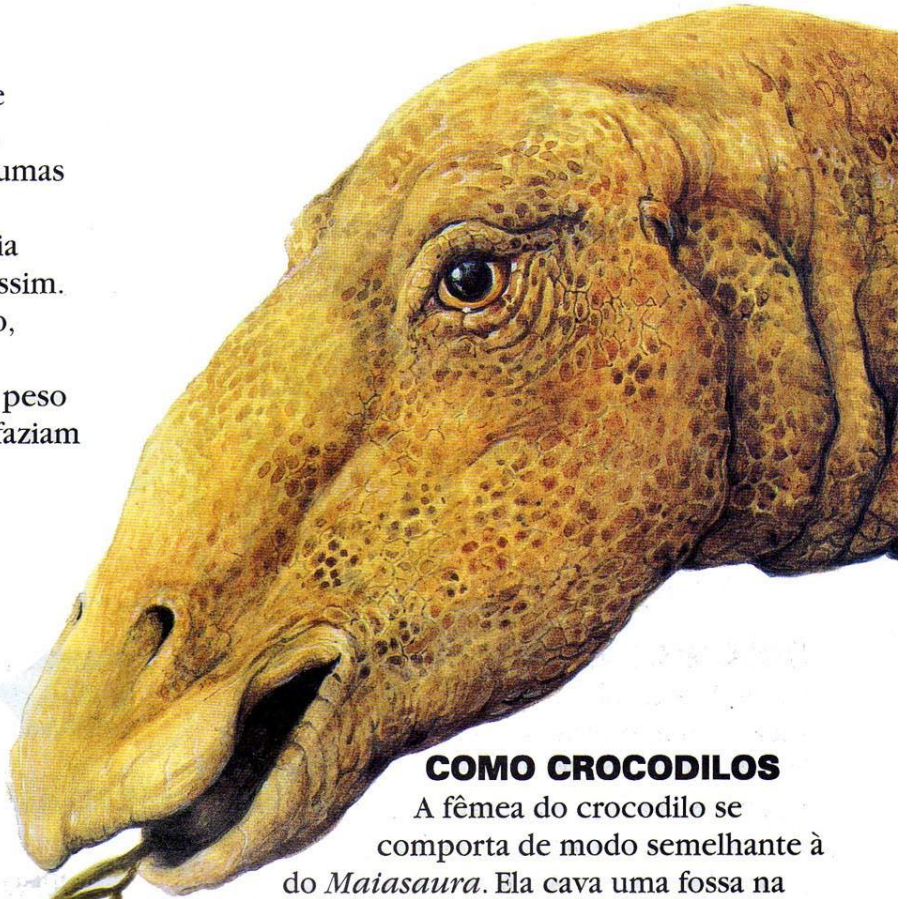 e
umas
ia
ssim.
o,
peso
faziam
COMO CROCODILOS
A fêmea do crocodilo se
comporta de modo semelhante à
do Maiasaura. Ela cava uma fossa na